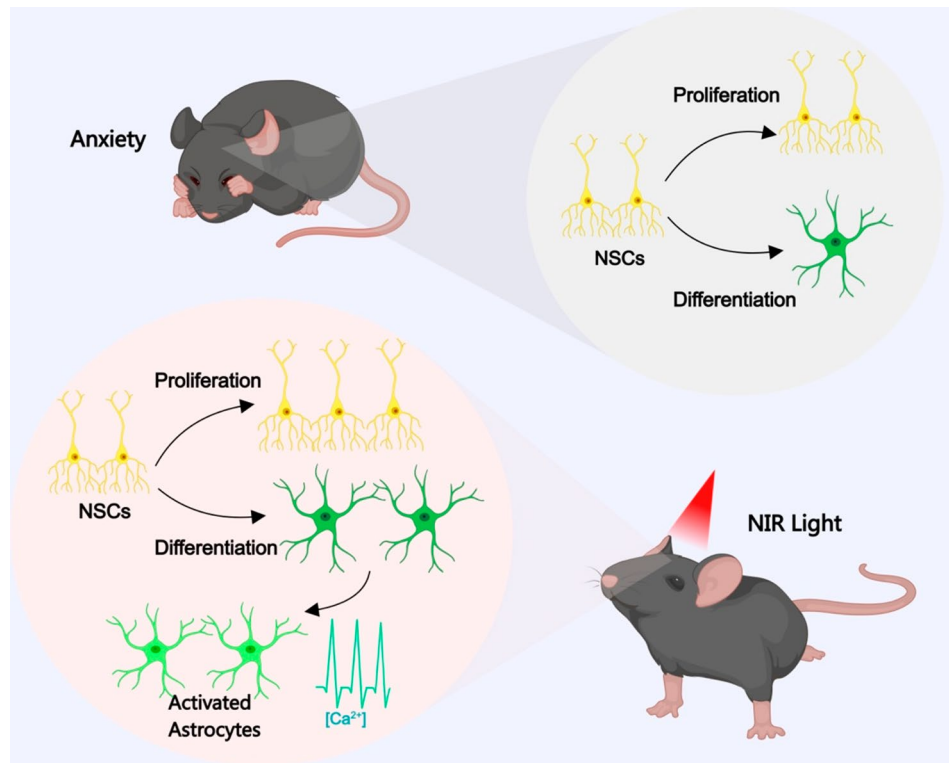 Anxiety
Proliferation
NSCs
Differentiation
Proliferation
NSCs
Differentiation
Activated
Astrocytes
[Ca²⁺]
NIR Light